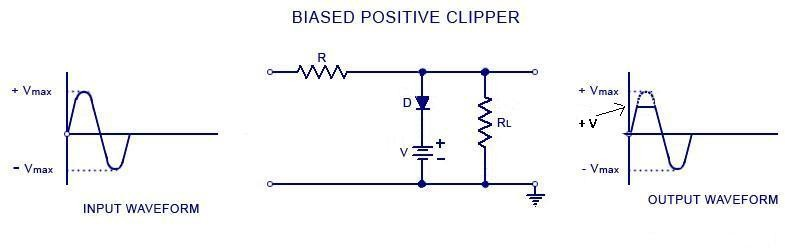 BIASED POSITIVE CLIPPER
+ Vmax
- Vmax
INPUT WAVEFORM
R
D
V
+
-
RL
+ Vmax
+ V
- Vmax
OUTPUT WAVEFORM